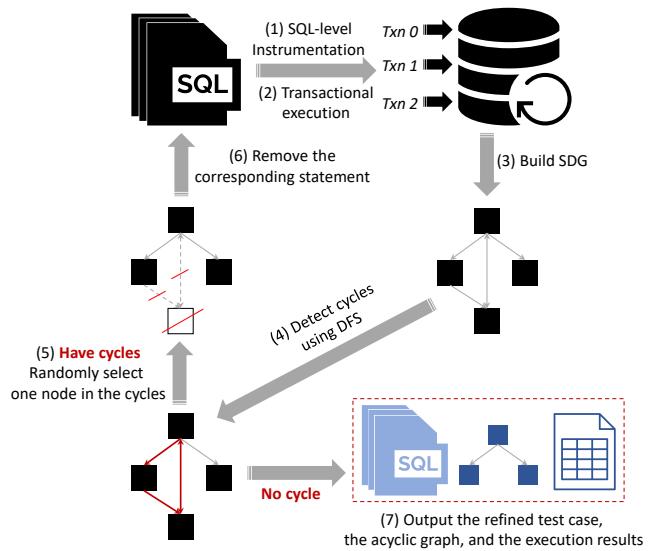 (1) SQL-level
Instrumentation
(2) Transactional
execution
SQL
Txn 0
Txn 1
Txn 2
(3) Build SDG
(6) Remove the
corresponding statement
(4) Detect cycles
using DFS
(5) Have cycles
Randomly select
one node in the cycles
No cycle
SQL
(7) Output the refined test case,
the acyclic graph, and the execution results